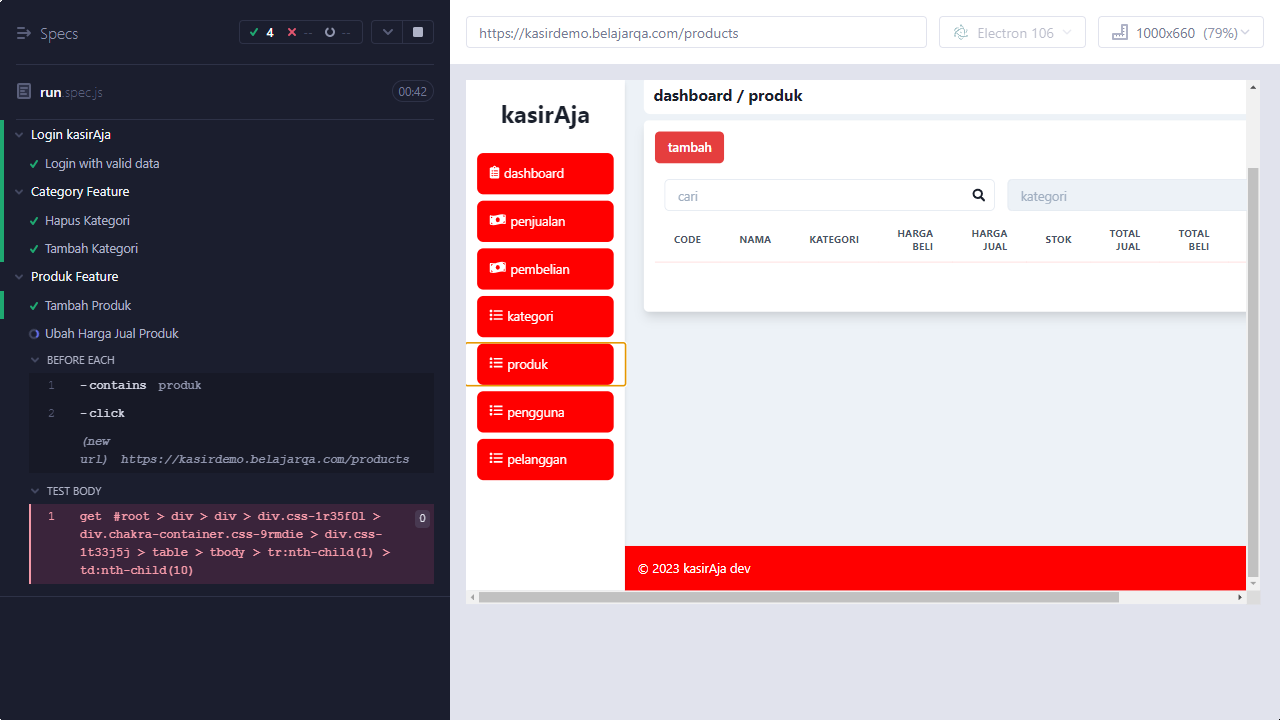 Specs
4
--
--
https://kasirdemo.belajarqa.com/products
Electron 106
1000x660 (79%)
run.spec.js
00:42
Login kasirAja
Login with valid data
Category Feature
Hapus Kategori
Tambah Kategori
Produk Feature
Tambah Produk
Ubah Harga Jual Produk
BEFORE EACH
1 -contains produk
2 -click
(new
url) https://kasirdemo.belajarqa.com/products
TEST BODY
1 get #root > div > div > div.css-1r35f0l > 0
div.chakra-container.css-9rmdie > div.css-
1t33j5j > table > tbody > tr:nth-child(1) >
td:nth-child(10)
kasirAja
dashboard
penjualan
pembelian
kategori
produk
pengguna
pelanggan
dashboard / produk
tambah
cari
kategori
CODE NAMA KATEGORI HARGA BELI HARGA JUAL STOK TOTAL JUAL TOTAL BELI
© 2023 kasirAja dev